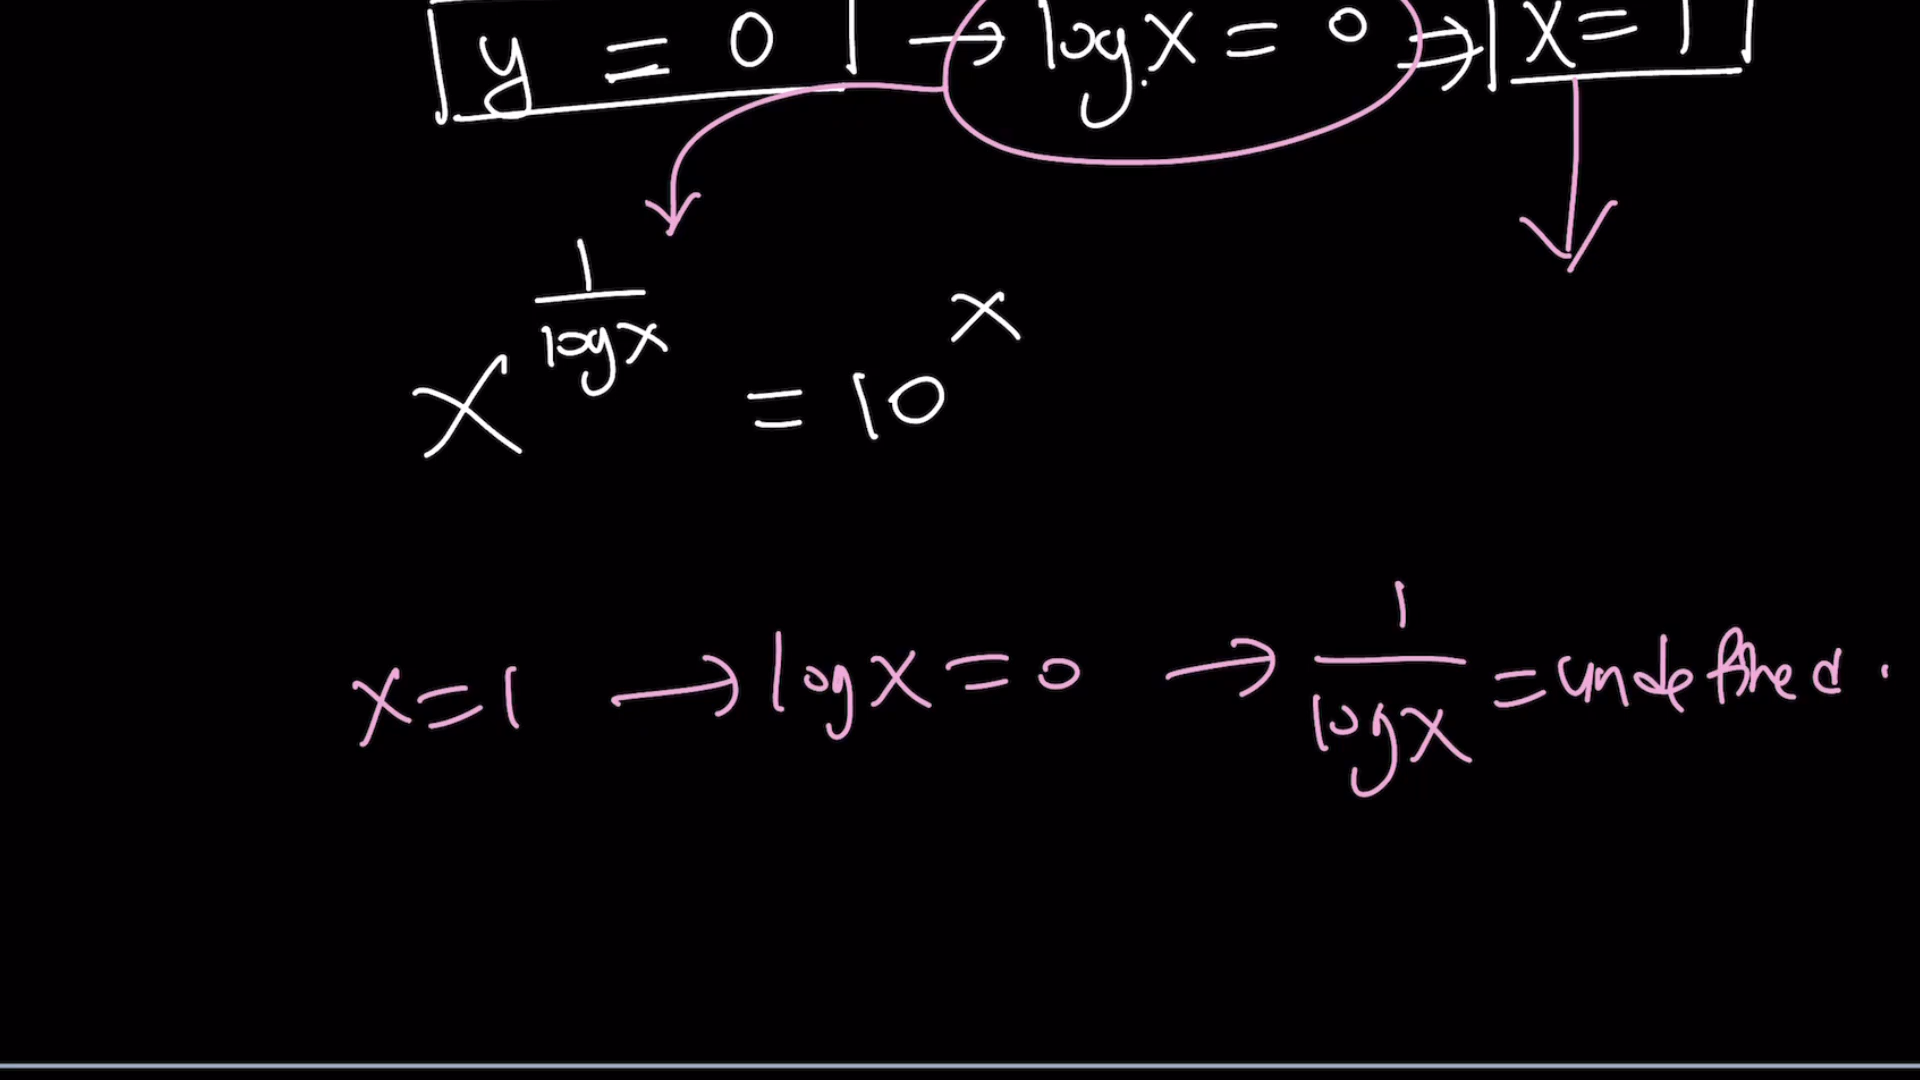 y = 0 → log x = 0 ⇒ x = 1
x^(1/log x) = 10^x
x = 1 → log x = 0 → 1/log x = undefined.